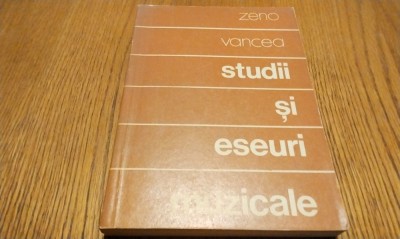 zeno
vancea
studii
și
eseuri
muzicale